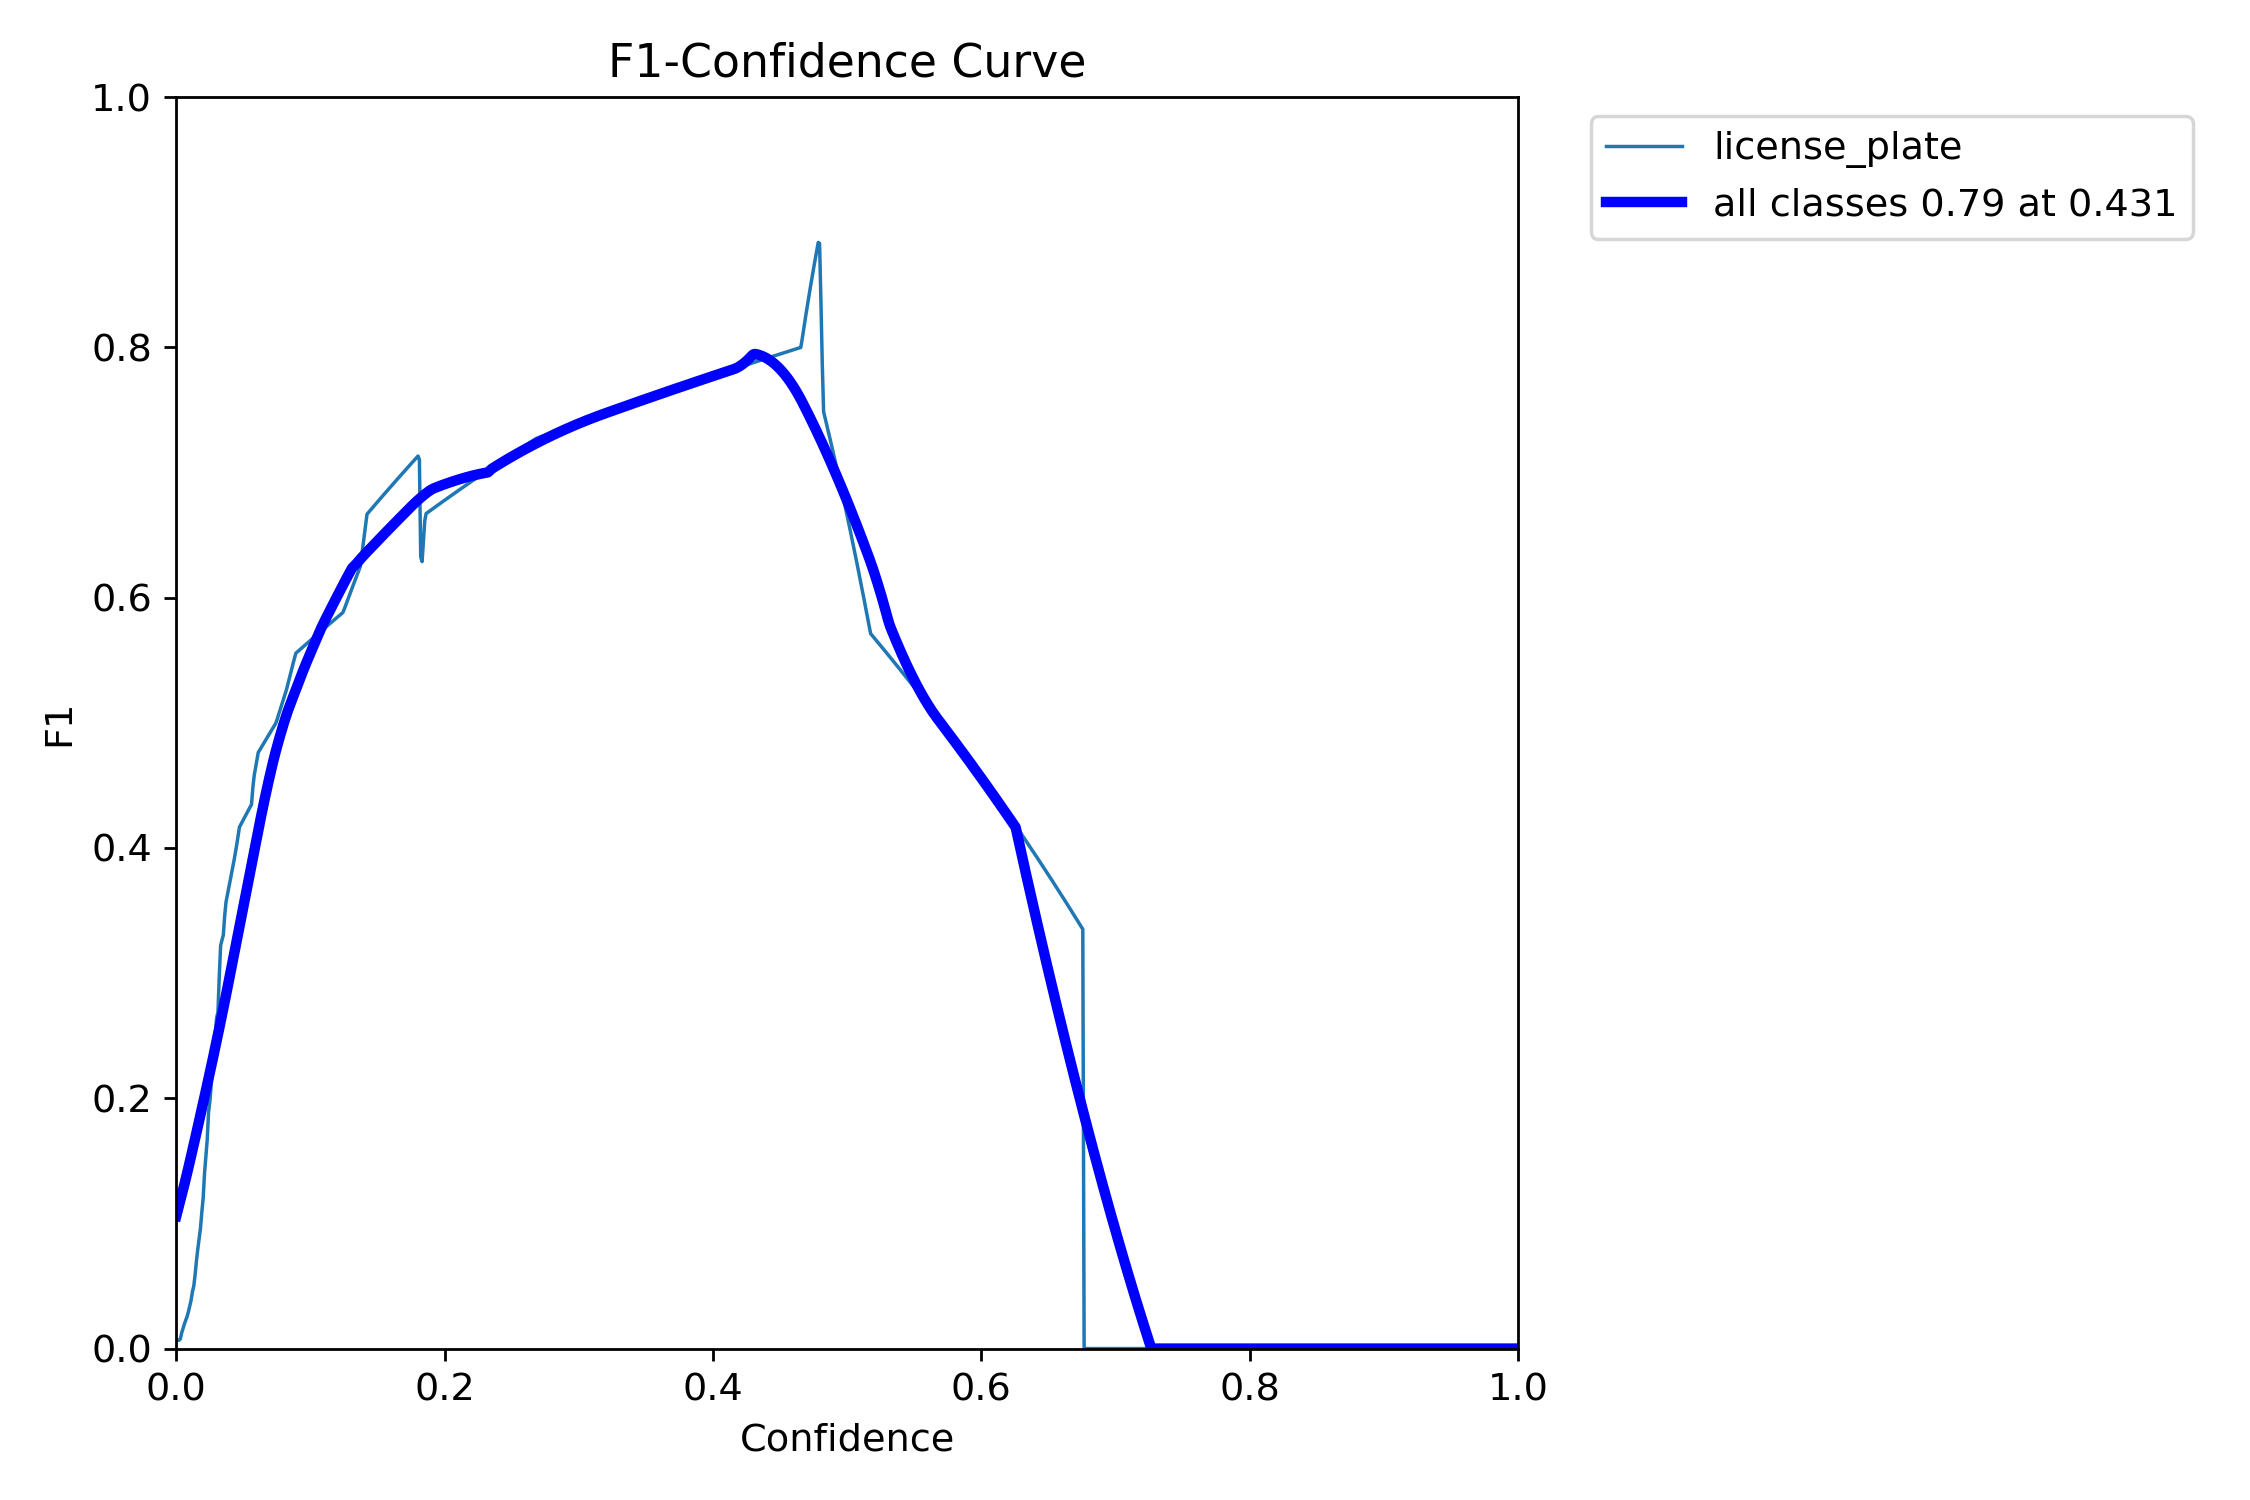 F1-Confidence Curve
1.0
0.8
0.6
0.4
0.2
0.0
F1
0.0 0.2 0.4 0.6 0.8 1.0
Confidence
license_plate
all classes 0.79 at 0.431